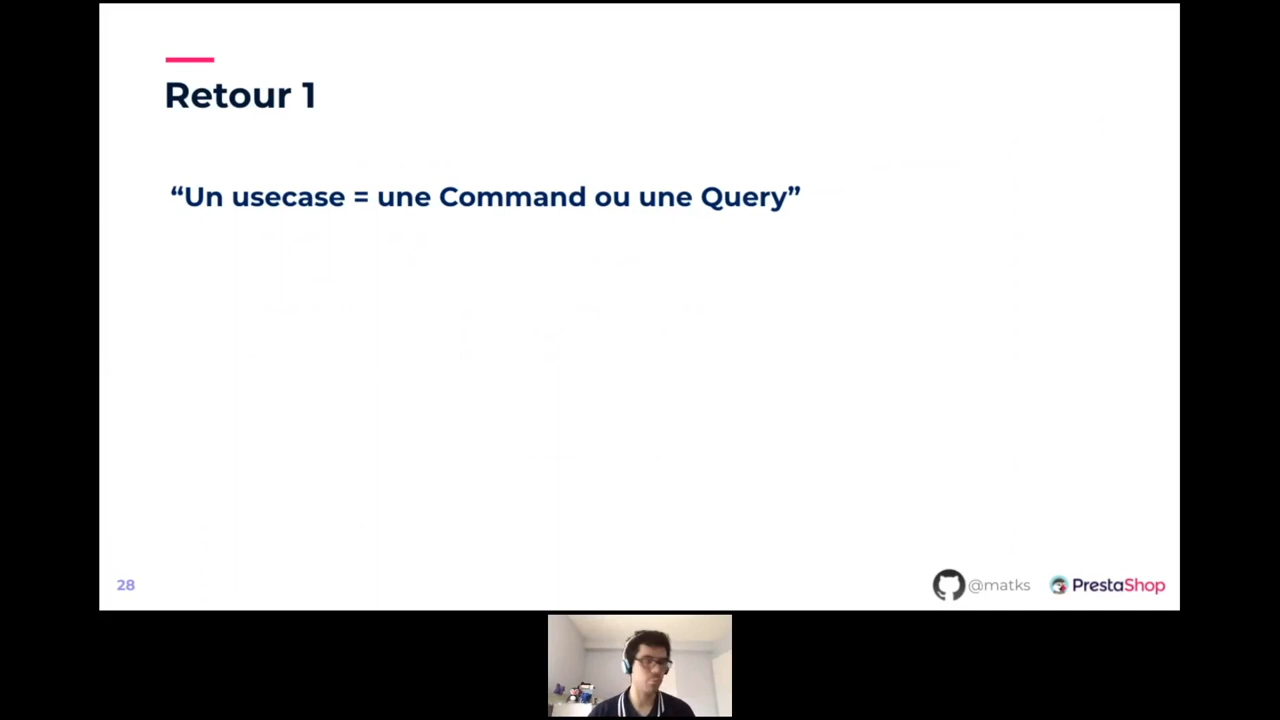 Retour 1
“Un usecase = une Command ou une Query”
28
@matks
PrestaShop